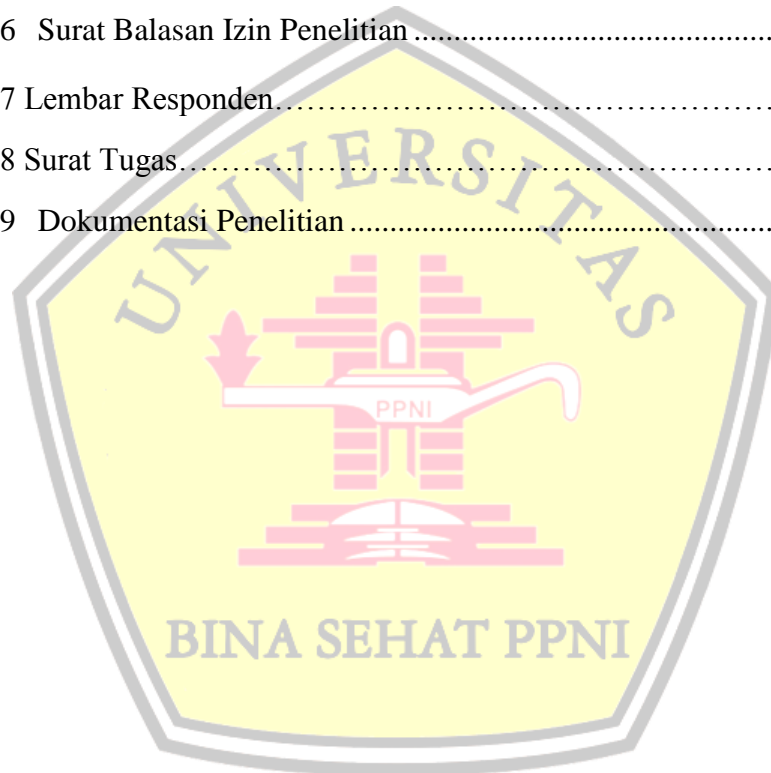 6 Surat Balasan Izin Penelitian ............................................
7 Lembar Responden……………………………………………
8 Surat Tugas………………………………………………………
9 Dokumentasi Penelitian .....................................................
UNIVERSITAS
PPNI
BINA SEHAT PPNI